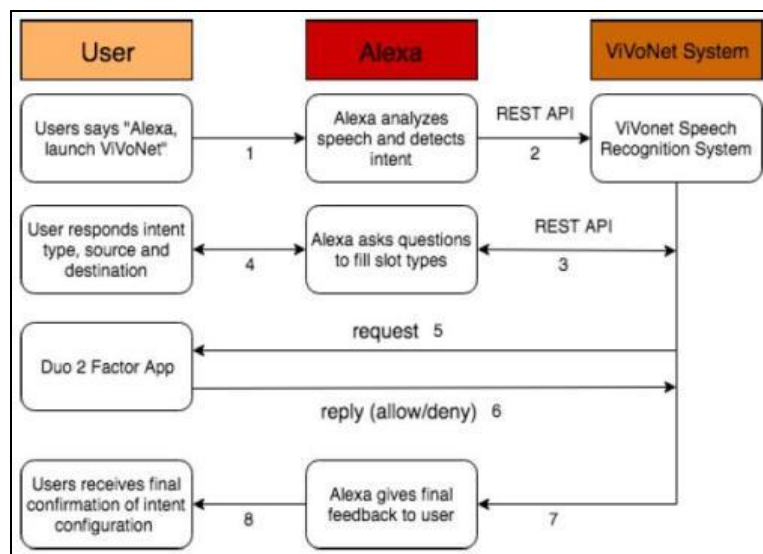 User
Alexa
ViVoNet System
Users says "Alexa,
launch ViVoNet"
1
Alexa analyzes
speech and detects
intent
REST API
2
ViVonet Speech
Recognition System
User responds intent
type, source and
destination
4
Alexa asks questions
to fill slot types
REST API
3
Duo 2 Factor App
request 5
reply (allow/deny) 6
Users receives final
confirmation of intent
configuration
8
Alexa gives final
feedback to user
7